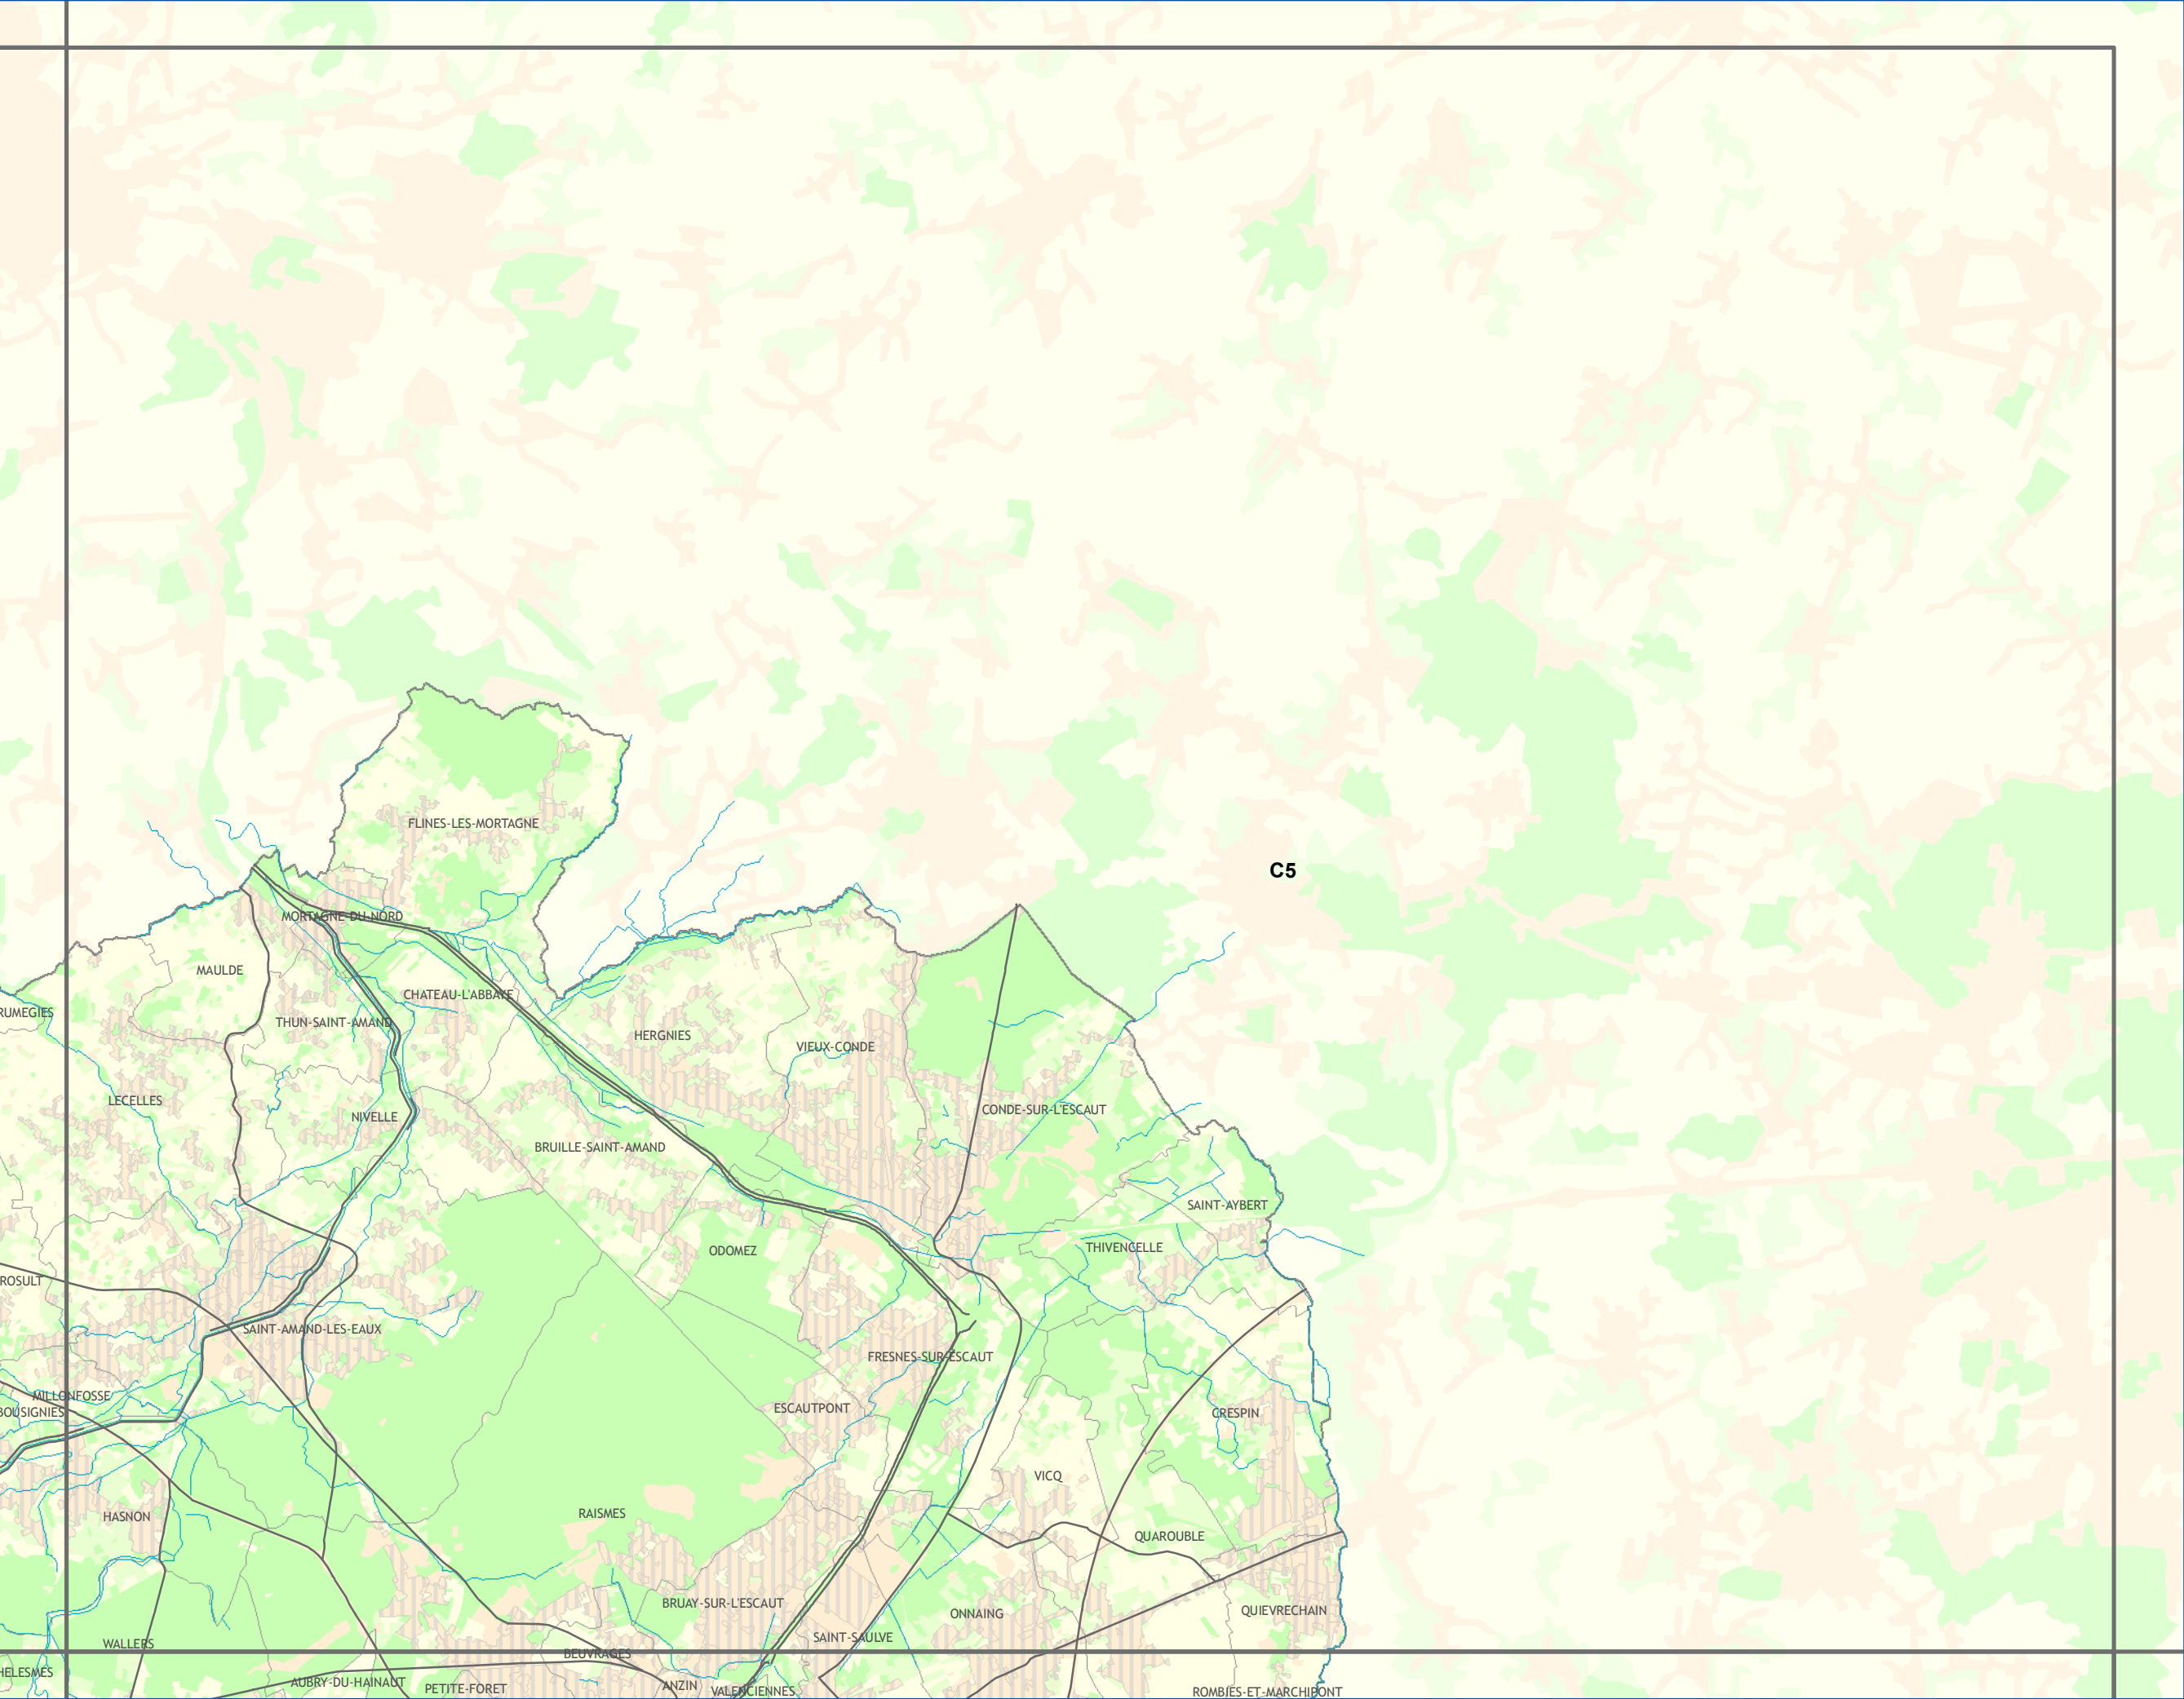 FLINES-LES-MORTAGNE
C5
MORTAGNE-DU-NORD
MAULDE
CHATEAU-L'ABBAYE
RUMEGIES
THUN-SAINT-AMAND
HERGNIES
VIEUX-CONDE
LECELLES
CONDE-SUR-L'ESCAUT
NIVELLE
BRUILLE-SAINT-AMAND
SAINT-AYBERT
THIVENCELLE
ODOMEZ
ROSULT
SAINT-AMAND-LES-EAUX
FRESNES-SUR-ESCAUT
MILLONFOSSE
BOUSIGNIES
ESCAUTPONT
CRESPIN
VICQ
RAISMES
HASNON
QUAROUBLE
BRUAY-SUR-L'ESCAUT
QUIEVRECHAIN
ONNAING
SAINT-SAULVE
WALLERS
BEUVRAGES
HELESMES
AUBRY-DU-HAINAUT
ANZIN
PETITE-FORET
VALENCIENNES
ROMBIES-ET-MARCHIPONT